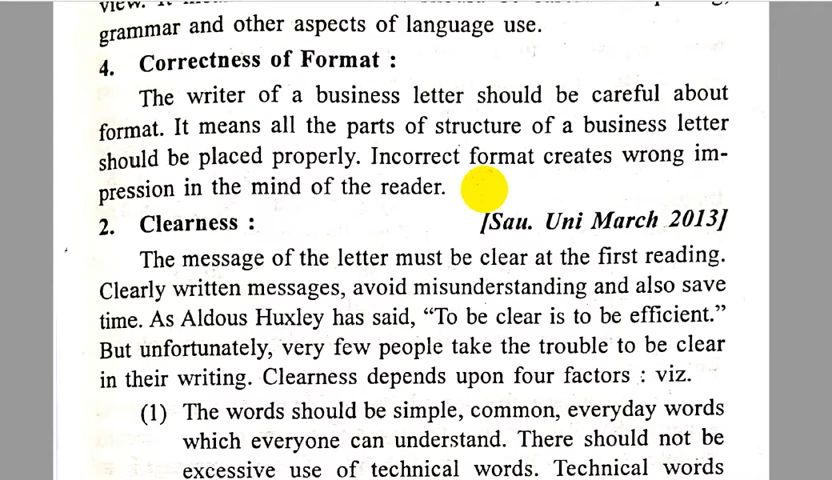 grammar and other aspects of language use.
4. Correctness of Format :
The writer of a business letter should be careful about
format. It means all the parts of structure of a business letter
should be placed properly. Incorrect format creates wrong im-
pression in the mind of the reader.
2. Clearness : [Sau. Uni March 2013]
The message of the letter must be clear at the first reading.
Clearly written messages, avoid misunderstanding and also save
time. As Aldous Huxley has said, “To be clear is to be efficient.”
But unfortunately, very few people take the trouble to be clear
in their writing. Clearness depends upon four factors : viz.
(1) The words should be simple, common, everyday words
which everyone can understand. There should not be
excessive use of technical words. Technical words